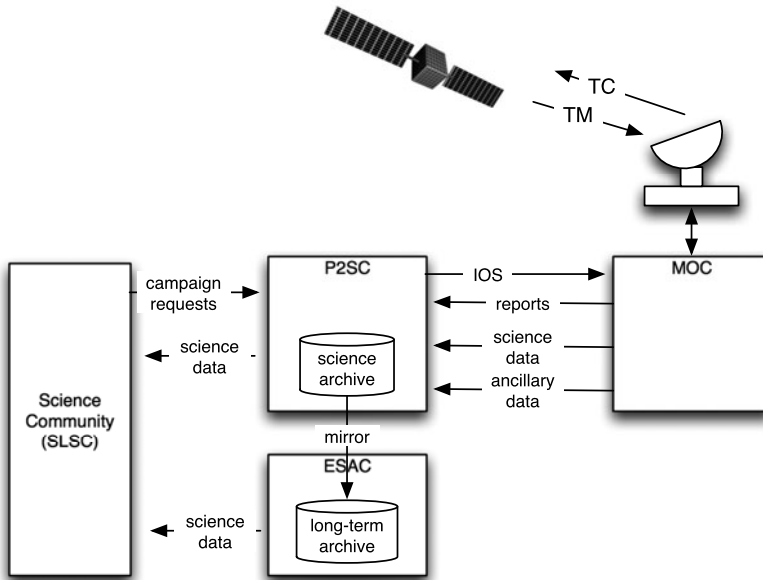 TC
TM
P2SC
MOC
campaign
requests
IOS
reports
science
data
science
archive
science
data
ancillary
data
Science
Community
(SLSC)
mirror
ESAC
science
data
long-term
archive